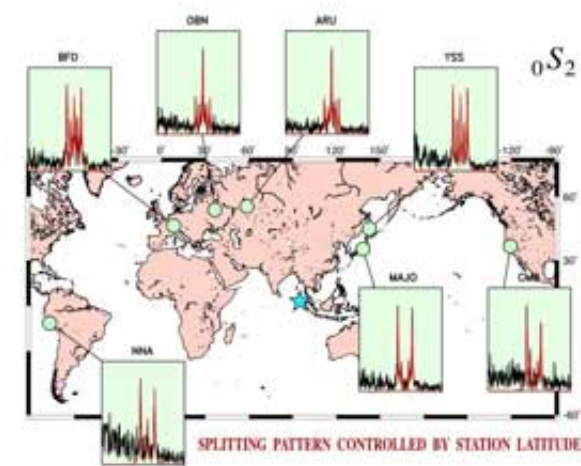 OBN
ARU
BFO
YSS
₀S₂
-30°
0°
30°
60°
90°
120°
150°
-120°
-90°
60°
30°
MAJO
CMB
NNA
-60°
SPLITTING PATTERN CONTROLLED BY STATION LATITUDE